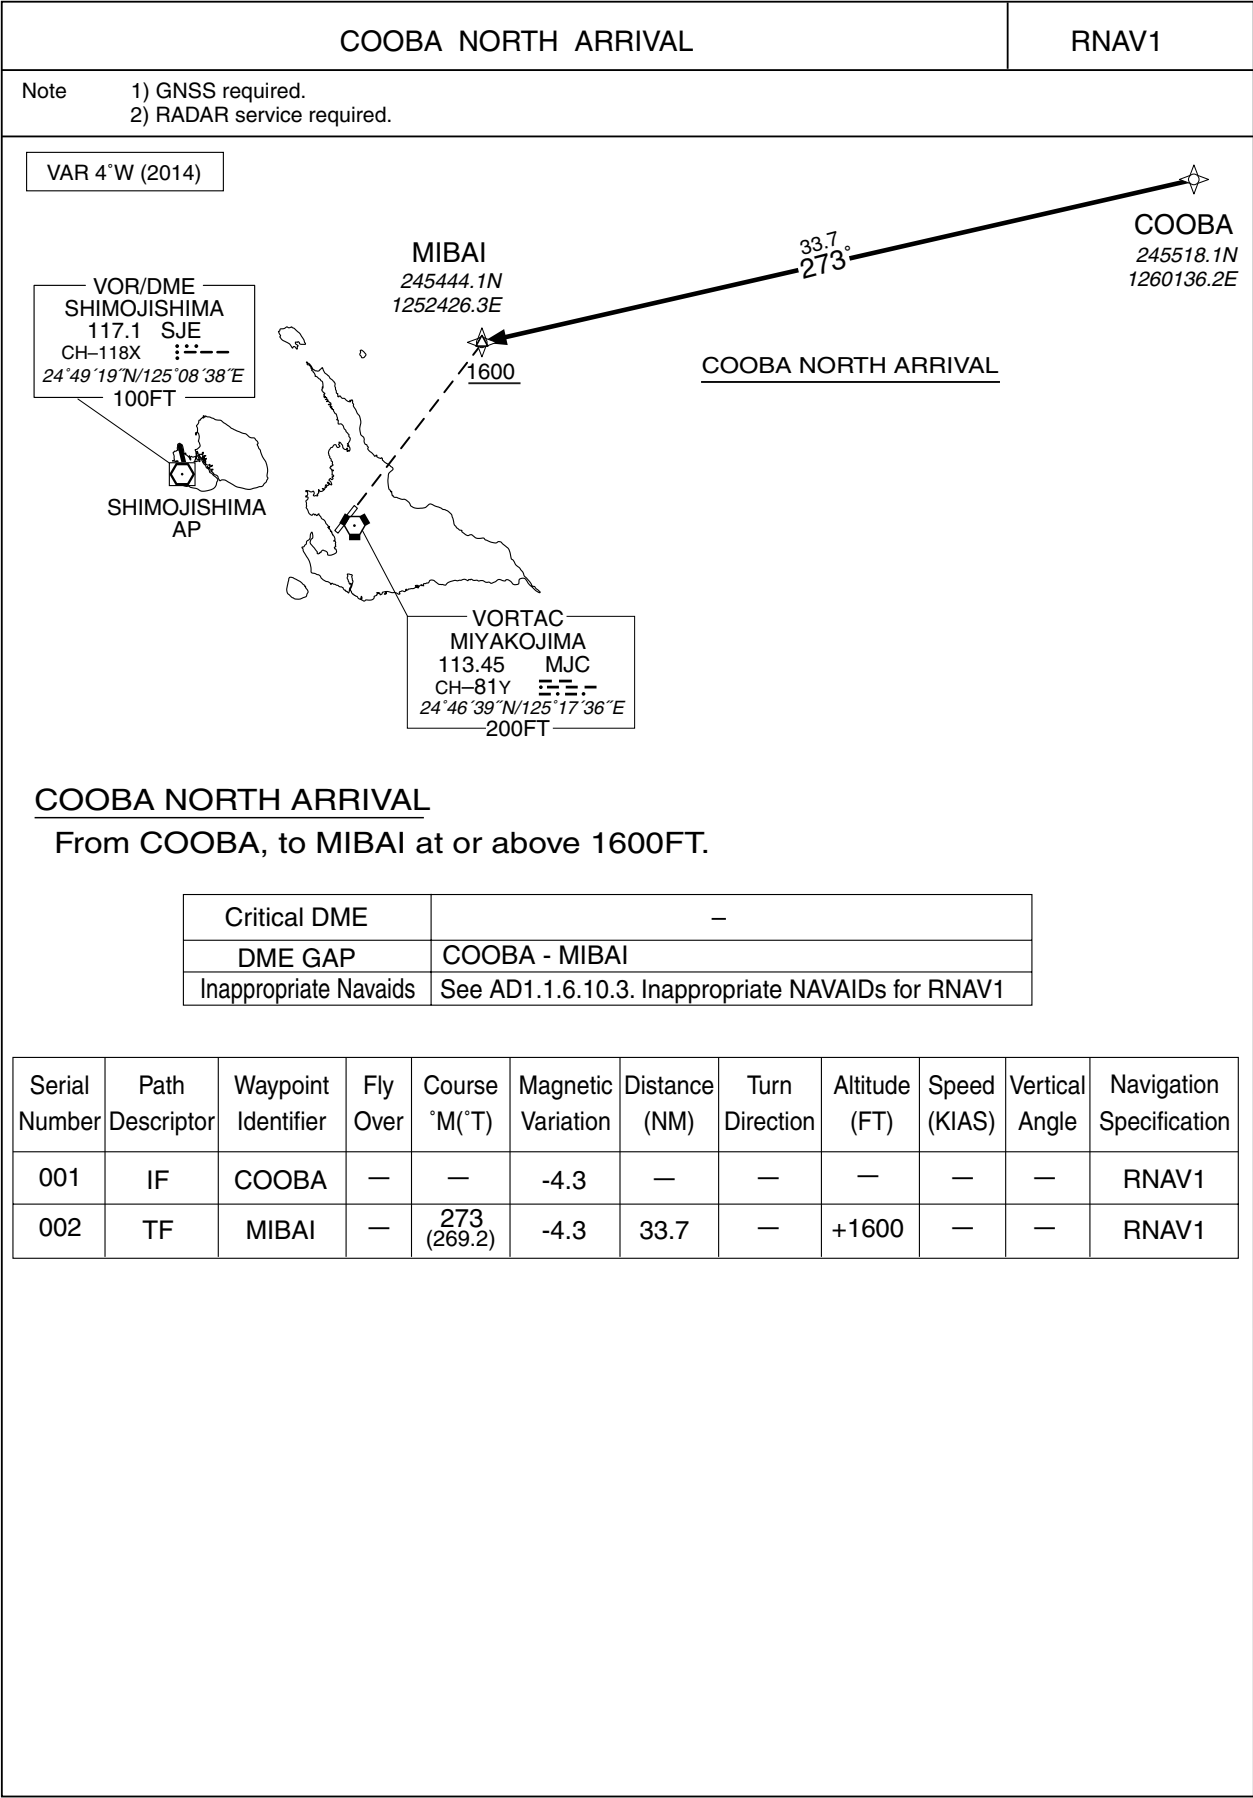 COOBA NORTH ARRIVAL RNAV1
Note 1) GNSS required.
2) RADAR service required.
VAR 4˚W (2014)
COOBA
245518.1N
1260136.2E
33.7
273˚
MIBAI
245444.1N
1252426.3E
1600
COOBA NORTH ARRIVAL
VOR/DME
SHIMOJISHIMA
117.1 SJE
CH–118X
24˚49´19˝N/125˚08´38˝E
100FT
SHIMOJISHIMA
AP
VORTAC
MIYAKOJIMA
113.45 MJC
CH–81Y
24˚46´39˝N/125˚17´36˝E
200FT
COOBA NORTH ARRIVAL
From COOBA, to MIBAI at or above 1600FT.
Critical DME –
DME GAP COOBA - MIBAI
Inappropriate Navaids See AD1.1.6.10.3. Inappropriate NAVAIDs for RNAV1
Serial Number Path Descriptor Waypoint Identifier Fly Over Course ˚M(˚T) Magnetic Variation Distance (NM) Turn Direction Altitude (FT) Speed (KIAS) Vertical Angle Navigation Specification
001 IF COOBA — — -4.3 — — — — — RNAV1
002 TF MIBAI — 273 (269.2) -4.3 33.7 — +1600 — — RNAV1